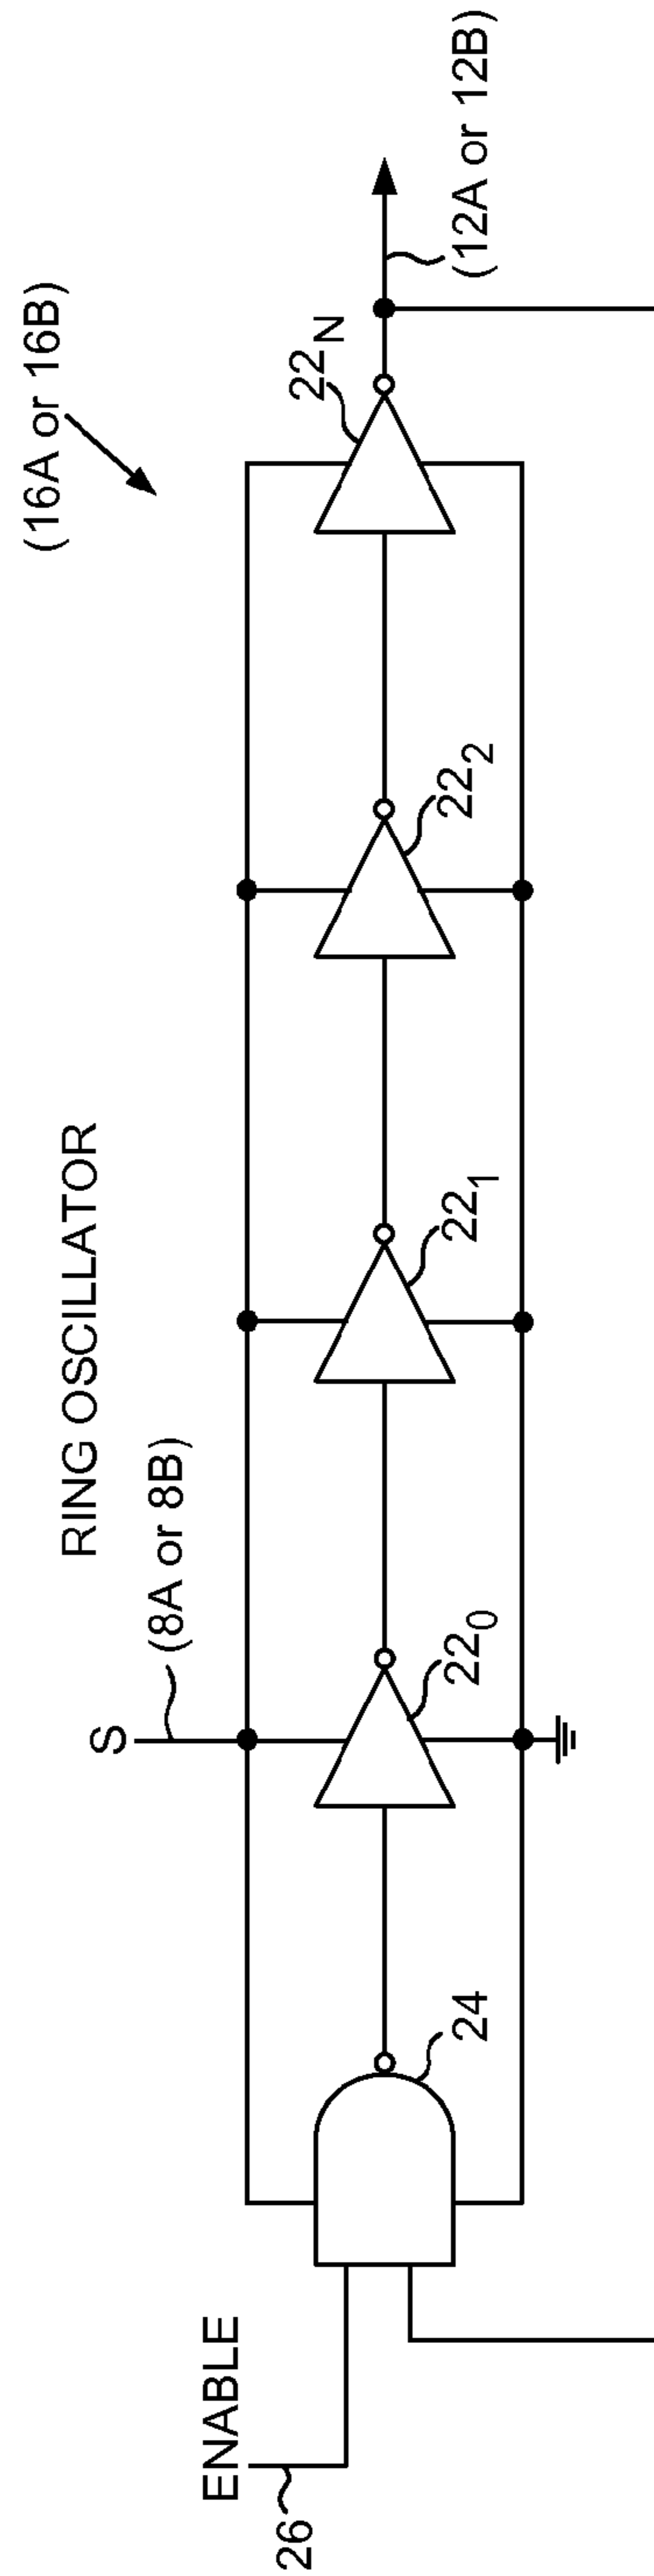 RING OSCILLATOR
(16A or 16B)
S
(8A or 8B)
ENABLE
26
24
22₀
22₁
22₂
22N
(12A or 12B)